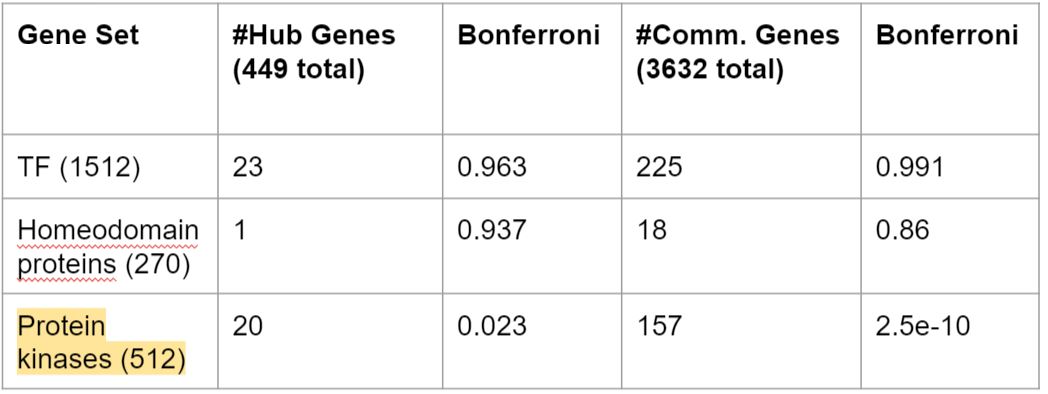 Gene Set #Hub Genes Bonferroni #Comm. Genes Bonferroni
(449 total) (3632 total)
TF (1512) 23 0.963 225 0.991
Homeodomain 1 0.937 18 0.86
proteins (270)
Protein 20 0.023 157 2.5e-10
kinases (512)